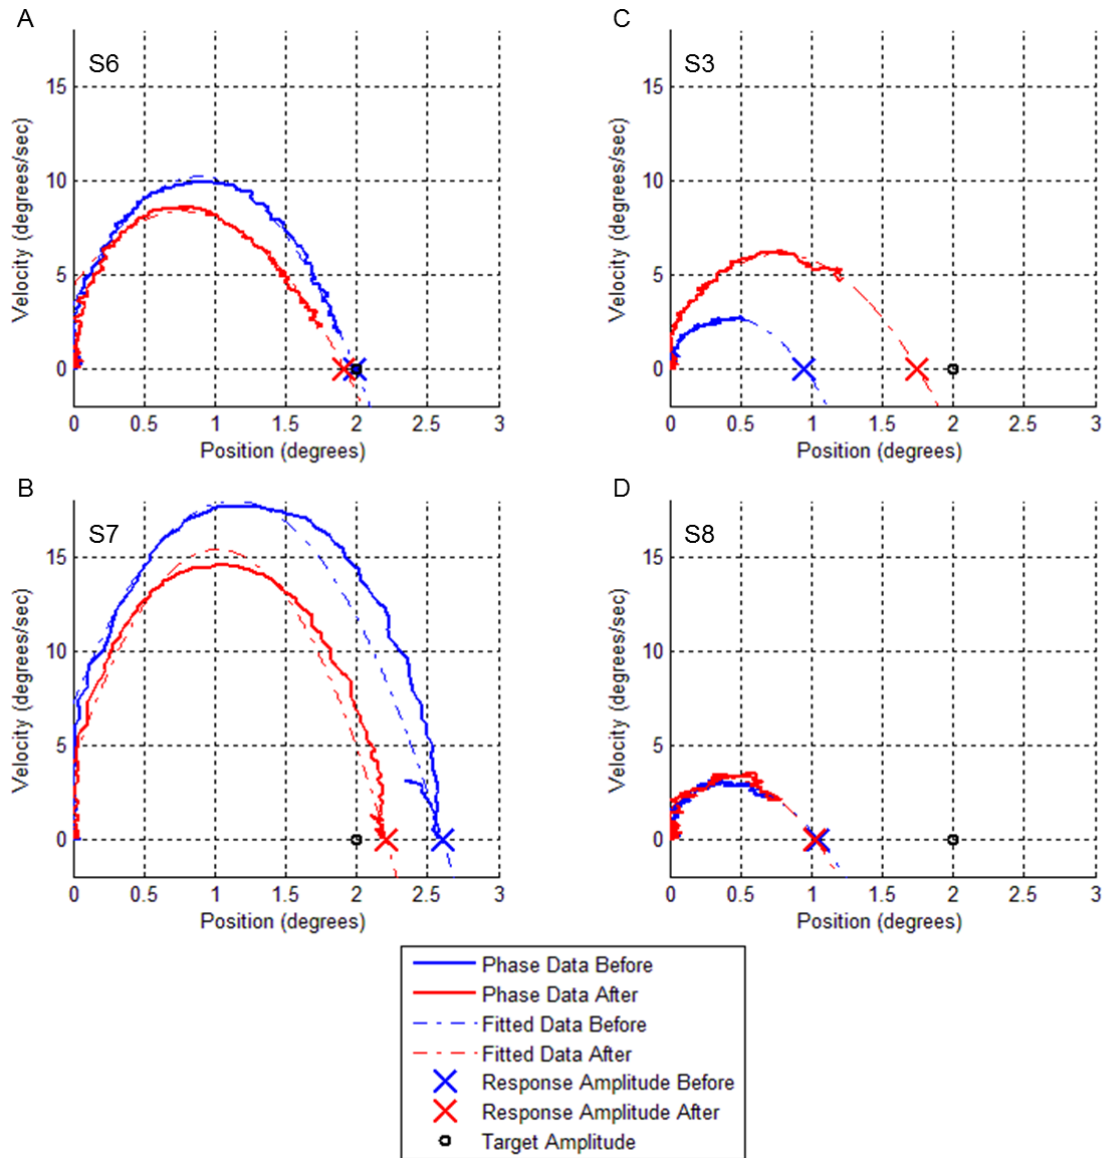 A
S6
15
10
5
0
Velocity (degrees/sec)
0 0.5 1 1.5 2 2.5 3
Position (degrees)
C
S3
15
10
5
0
Velocity (degrees/sec)
0 0.5 1 1.5 2 2.5 3
Position (degrees)
B
S7
15
10
5
0
Velocity (degrees/sec)
0 0.5 1 1.5 2 2.5 3
Position (degrees)
D
S8
15
10
5
0
Velocity (degrees/sec)
0 0.5 1 1.5 2 2.5 3
Position (degrees)
Phase Data Before
Phase Data After
Fitted Data Before
Fitted Data After
Response Amplitude Before
Response Amplitude After
Target Amplitude